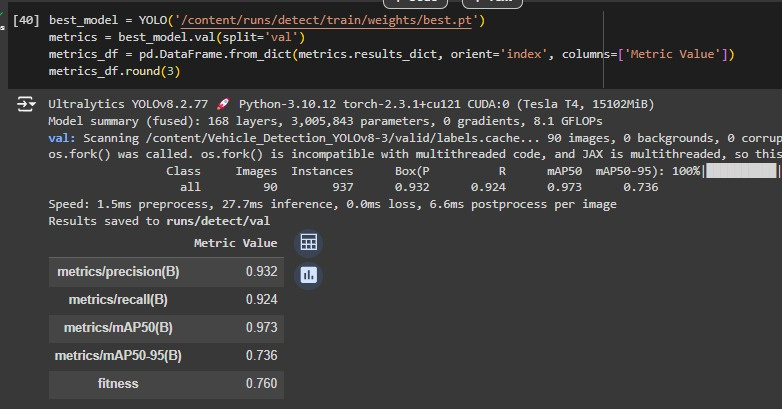 [40] best_model = YOLO('/content/runs/detect/train/weights/best.pt')
metrics = best_model.val(split='val')
metrics_df = pd.DataFrame.from_dict(metrics.results_dict, orient='index', columns=['Metric Value'])
metrics_df.round(3)
Ultralytics YOLOv8.2.77 🚀 Python-3.10.12 torch-2.3.1+cu121 CUDA:0 (Tesla T4, 15102MiB)
Model summary (fused): 168 layers, 3,005,843 parameters, 0 gradients, 8.1 GFLOPs
val: Scanning /content/Vehicle_Detection_YOLOv8-3/valid/labels.cache... 90 images, 0 backgrounds, 0 corrup
os.fork() was called. os.fork() is incompatible with multithreaded code, and JAX is multithreaded, so this
Class Images Instances Box(P R mAP50 mAP50-95): 100%
all 90 937 0.932 0.924 0.973 0.736
Speed: 1.5ms preprocess, 27.7ms inference, 0.0ms loss, 6.6ms postprocess per image
Results saved to runs/detect/val
Metric Value
metrics/precision(B) 0.932
metrics/recall(B) 0.924
metrics/mAP50(B) 0.973
metrics/mAP50-95(B) 0.736
fitness 0.760